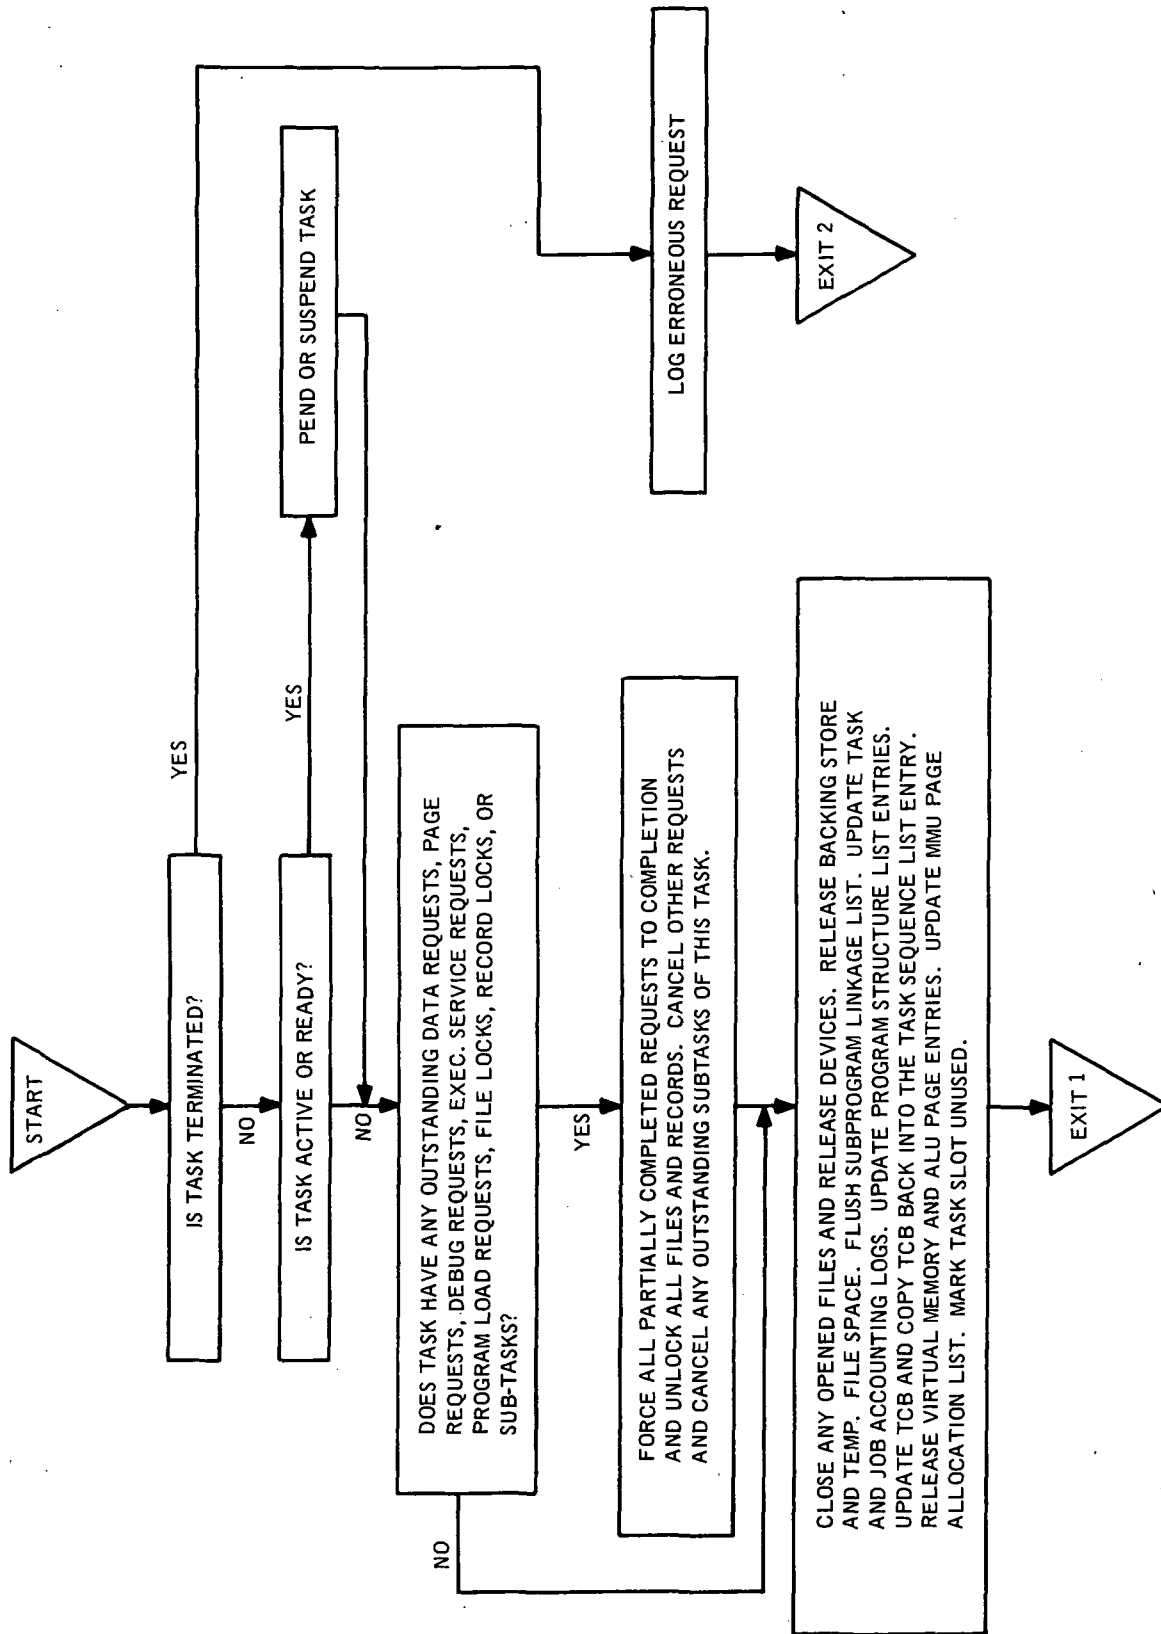 START
IS TASK TERMINATED?
YES
NO
IS TASK ACTIVE OR READY?
YES
PEND OR SUSPEND TASK
NO
DOES TASK HAVE ANY OUTSTANDING DATA REQUESTS, PAGE
REQUESTS, DEBUG REQUESTS, EXEC. SERVICE REQUESTS,
PROGRAM LOAD REQUESTS, FILE LOCKS, RECORD LOCKS, OR
SUB-TASKS?
NO
YES
FORCE ALL PARTIALLY COMPLETED REQUESTS TO COMPLETION
AND UNLOCK ALL FILES AND RECORDS. CANCEL OTHER REQUESTS
AND CANCEL ANY OUTSTANDING SUBTASKS OF THIS TASK.
LOG ERRONEOUS REQUEST
EXIT 2
CLOSE ANY OPENED FILES AND RELEASE DEVICES. RELEASE BACKING STORE
AND TEMP. FILE SPACE. FLUSH SUBPROGRAM LINKAGE LIST. UPDATE TASK
AND JOB ACCOUNTING LOGS. UPDATE PROGRAM STRUCTURE LIST ENTRIES.
UPDATE TCB AND COPY TCB BACK INTO THE TASK SEQUENCE LIST ENTRY.
RELEASE VIRTUAL MEMORY AND ALU PAGE ENTRIES. UPDATE MMU PAGE
ALLOCATION LIST. MARK TASK SLOT UNUSED.
EXIT 1